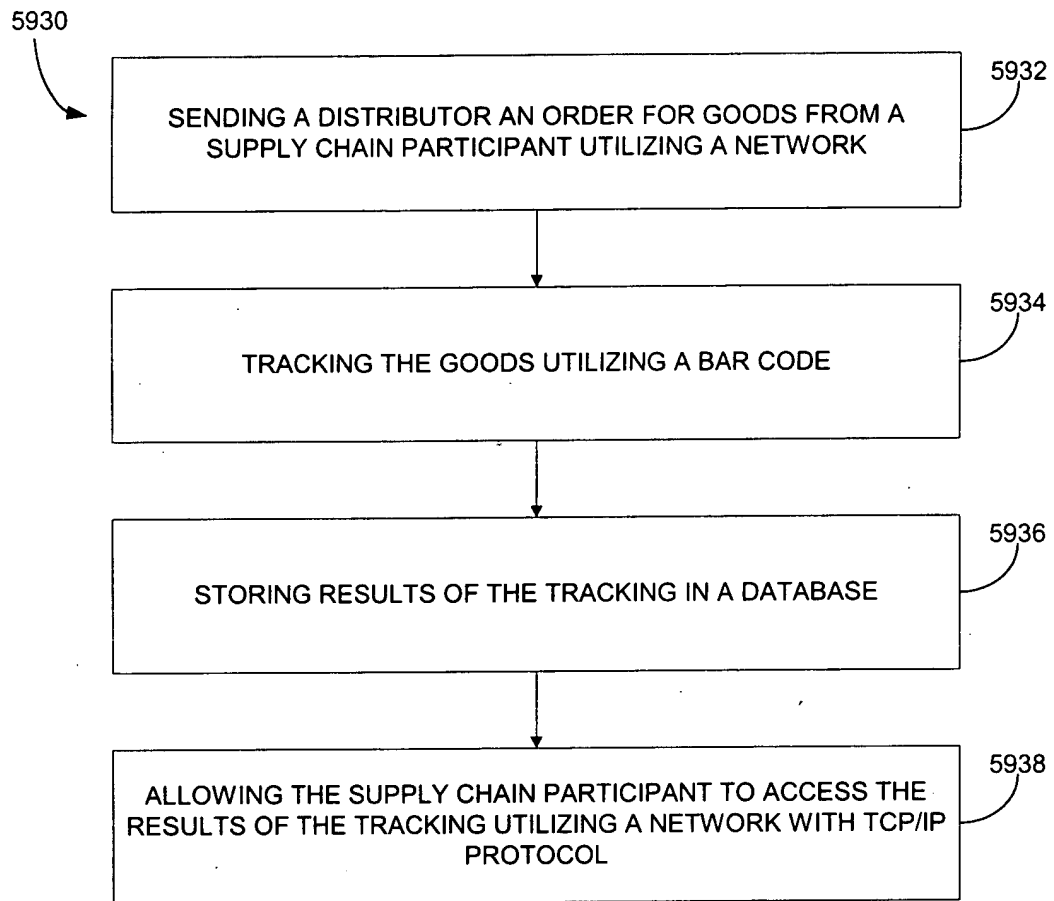 5930
5932
SENDING A DISTRIBUTOR AN ORDER FOR GOODS FROM A
SUPPLY CHAIN PARTICIPANT UTILIZING A NETWORK
5934
TRACKING THE GOODS UTILIZING A BAR CODE
5936
STORING RESULTS OF THE TRACKING IN A DATABASE
5938
ALLOWING THE SUPPLY CHAIN PARTICIPANT TO ACCESS THE
RESULTS OF THE TRACKING UTILIZING A NETWORK WITH TCP/IP
PROTOCOL